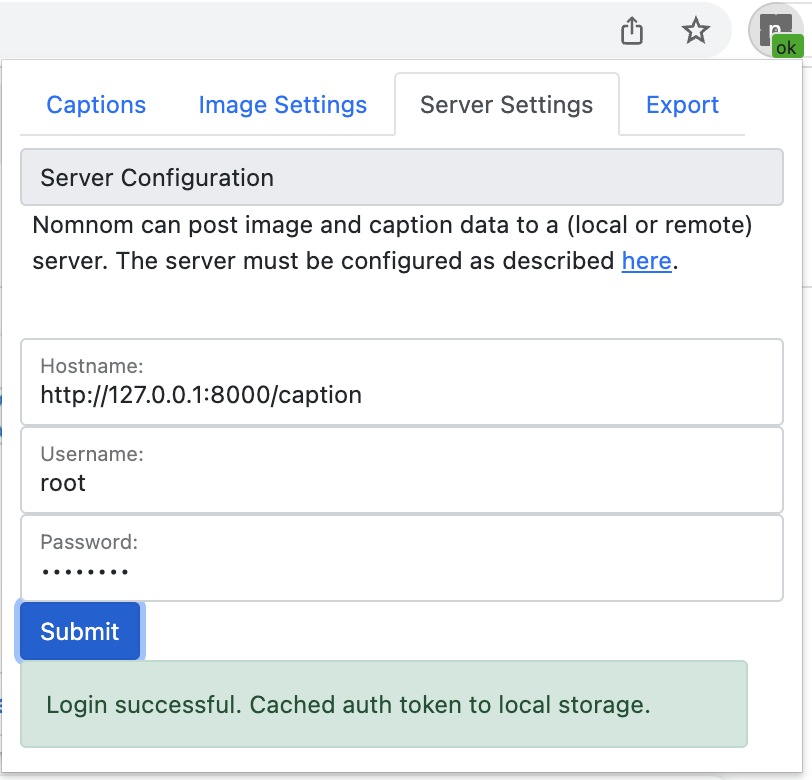 n
ok
Captions
Image Settings
Server Settings
Export
Server Configuration
Nomnom can post image and caption data to a (local or remote)
server. The server must be configured as described here.
Hostname:
http://127.0.0.1:8000/caption
Username:
root
Password:
••••••••
Submit
Login successful. Cached auth token to local storage.